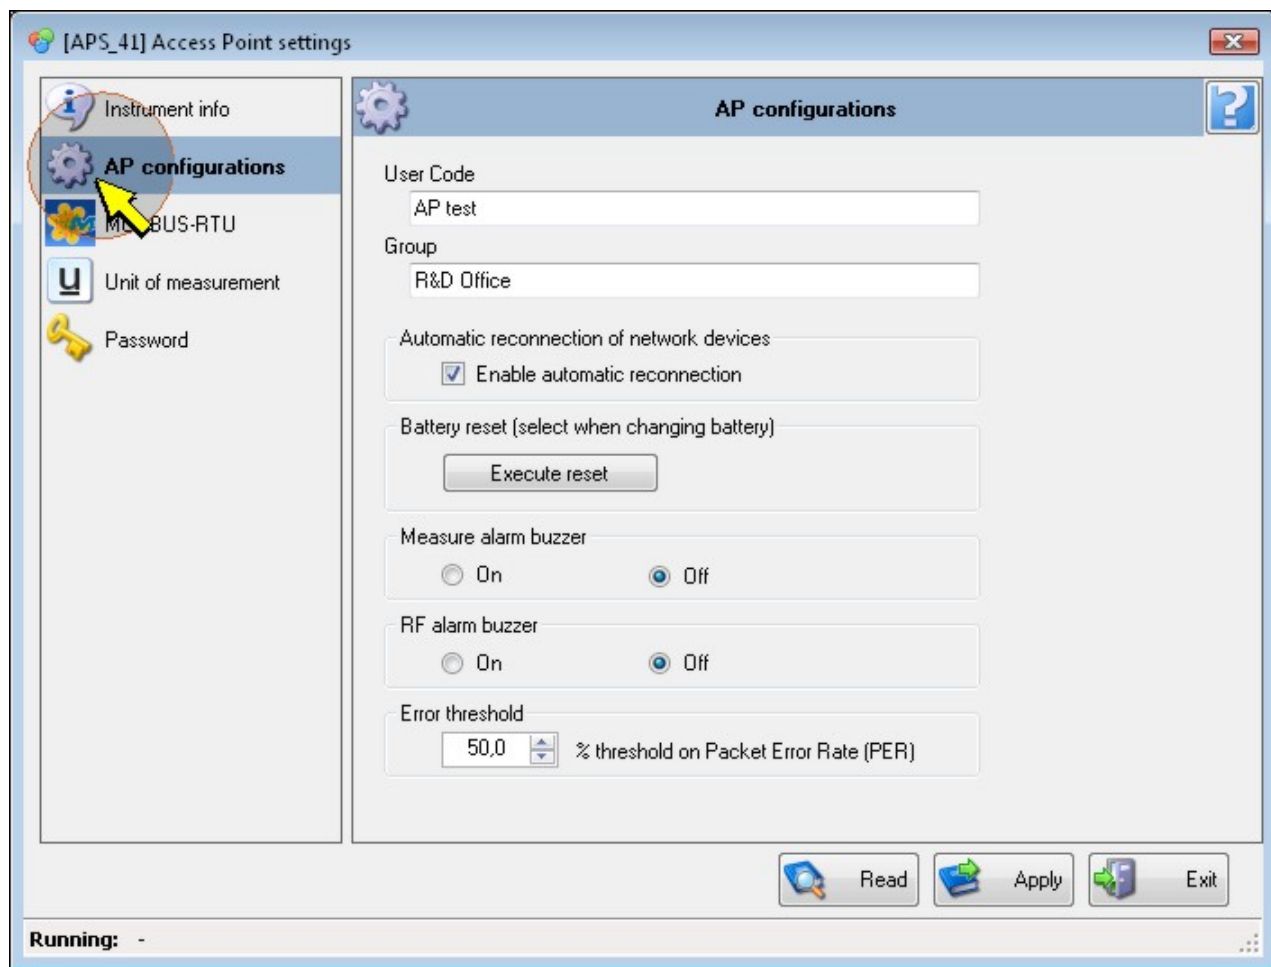 [APS_41] Access Point settings
Instrument info
AP configurations
MODBUS-RTU
Unit of measurement
Password
AP configurations
User Code
AP test
Group
R&D Office
Automatic reconnection of network devices
Enable automatic reconnection
Battery reset (select when changing battery)
Execute reset
Measure alarm buzzer
On Off
RF alarm buzzer
On Off
Error threshold
50,0 % threshold on Packet Error Rate (PER)
Read Apply Exit
Running: -